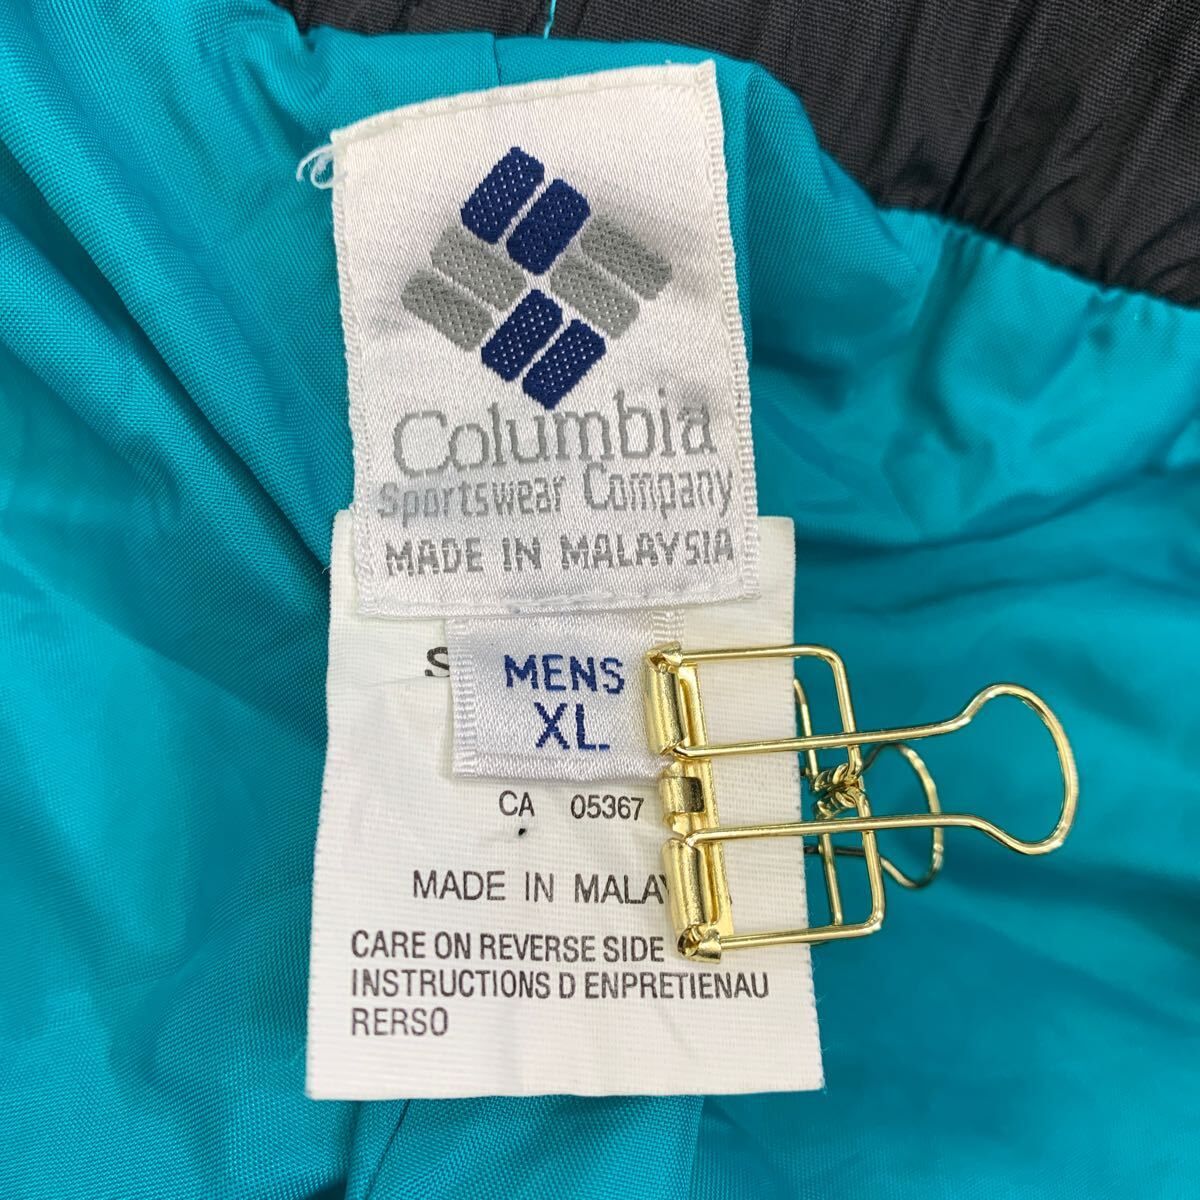 Columbia
Sportswear Company
MADE IN MALAYSIA
MENS
XL
CA 05367
MADE IN
CARE ON REVERSE SIDE
INSTRUCTIONS D ENPRETIENAU
RERSO